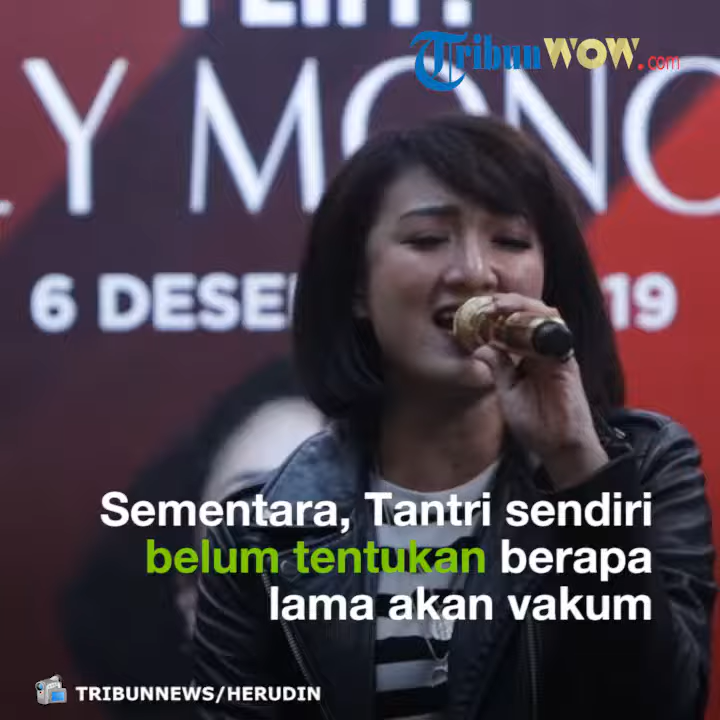 TribunWOW.com
Y MONO
6 DESE
19
Sementara, Tantri sendiri
belum tentukan berapa
lama akan vakum
TRIBUNNEWS/HERUDIN